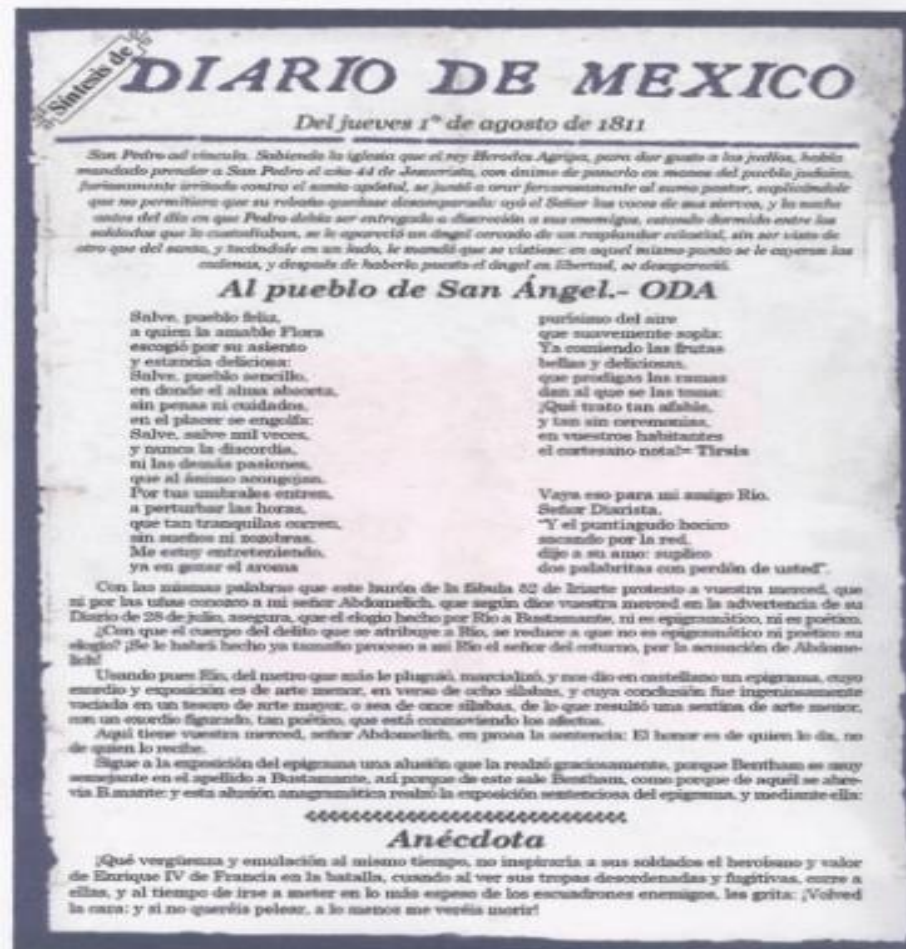 Síntesis de
DIARIO DE MEXICO
Del jueves 1º de agosto de 1811
San Pedro ad vincula. Sabiendo la iglesia que el rey Herodes Agripa, para dar gusto a los judíos, había
mandado prender a San Pedro el año 44 de Jesucristo, con ánimo de ponerlo en manos del pueblo judaico,
furiosamente irritado contra el santo apóstol, se juntó a orar fervorosamente al sumo pastor, suplicándole
que no permitiera que su rebaño quedase desamparado: oyó el Señor las voces de sus siervos, y la noche
antes del día en que Pedro debía ser entregado a discreción a sus enemigos, estando dormido entre los
soldados que lo custodiaban, se le apareció un ángel cercado de un resplandor celestial, sin ser visto de
otro que del santo, y tocándole en un lado, le mandó que se vistiese: en aquel mismo punto se le cayeron las
cadenas, y después de haberlo puesto el ángel en libertad, se desapareció.
Al pueblo de San Ángel.- ODA
Salve, pueblo feliz,
a quien la amable Flora
escogió por su asiento
y estancia deliciosa:
Salve, pueblo sencillo,
en donde el alma absorta,
sin penas ni cuidados,
en el placer se engolfa:
Salve, salve mil veces,
y nunca la discordia,
ni las demás pasiones,
que al ánimo acongojan.
Por tus umbrales entren,
a perturbar las horas,
que tan tranquilas corren,
sin sueños ni zozobras.
Me estoy entreteniendo,
ya en gozar el aroma
purísimo del aire
que suavemente sopla:
Ya comiendo las frutas
bellas y deliciosas,
que prodigas las ramas
dan al que se las toma:
¡Qué trato tan afable,
y tan sin ceremonias,
en vuestros habitantes
el cortesano nota!= Tirsis
Vaya eso para mi amigo Río.
Señor Diarista.
"Y el puntiagudo hocico
sacando por la red,
dijo a su amo: suplico
dos palabritas con perdón de usted".
Con las mismas palabras que este hurón de la fábula 52 de Iriarte protesto a vuestra merced, que
ni por las uñas conozco a mi señor Abdomelich, que según dice vuestra merced en la advertencia de su
Diario de 28 de julio, asegura, que el elogio hecho por Río a Bustamante, ni es epigramático, ni es poético.
¿Con que el cuerpo del delito que se atribuye a Río, se reduce a que no es epigramático ni poético su
elogio? ¡Se le habrá hecho ya tamaño proceso a mi Río el señor del coturno, por la acusación de Abdome-
lich!
Usando pues Río, del metro que más le pluguió, marcializó, y nos dio en castellano un epigrama, cuyo
exordio y exposición es de arte menor, en verso de ocho sílabas, y cuya conclusión fue ingeniosamente
vaciada en un tesoro de arte mayor, o sea de once sílabas, de lo que resultó una sextina de arte menor,
con un exordio figurado, tan poético, que está conmoviendo los afectos.
Aquí tiene vuestra merced, señor Abdomelich, en prosa la sentencia: El honor es de quien lo da, no
de quien lo recibe.
Sigue a la exposición del epigrama una alusión que la realzó graciosamente, porque Bentham es muy
semejante en el apellido a Bustamante, así porque de este sale Bentham, como porque de aquél se abre-
via B.mante: y esta alusión anagramática realzó la exposición sentenciosa del epigrama, y mediante ella:
Anécdota
¡Qué vergüenza y emulación al mismo tiempo, no inspiraría a sus soldados el heroísmo y valor
de Enrique IV de Francia en la batalla, cuando al ver sus tropas desordenadas y fugitivas, corre a
ellas, y al tiempo de irse a meter en lo más espeso de los escuadrones enemigos, les grita: ¡Volved
la cara: y si no queréis pelear, a lo menos me veréis morir!